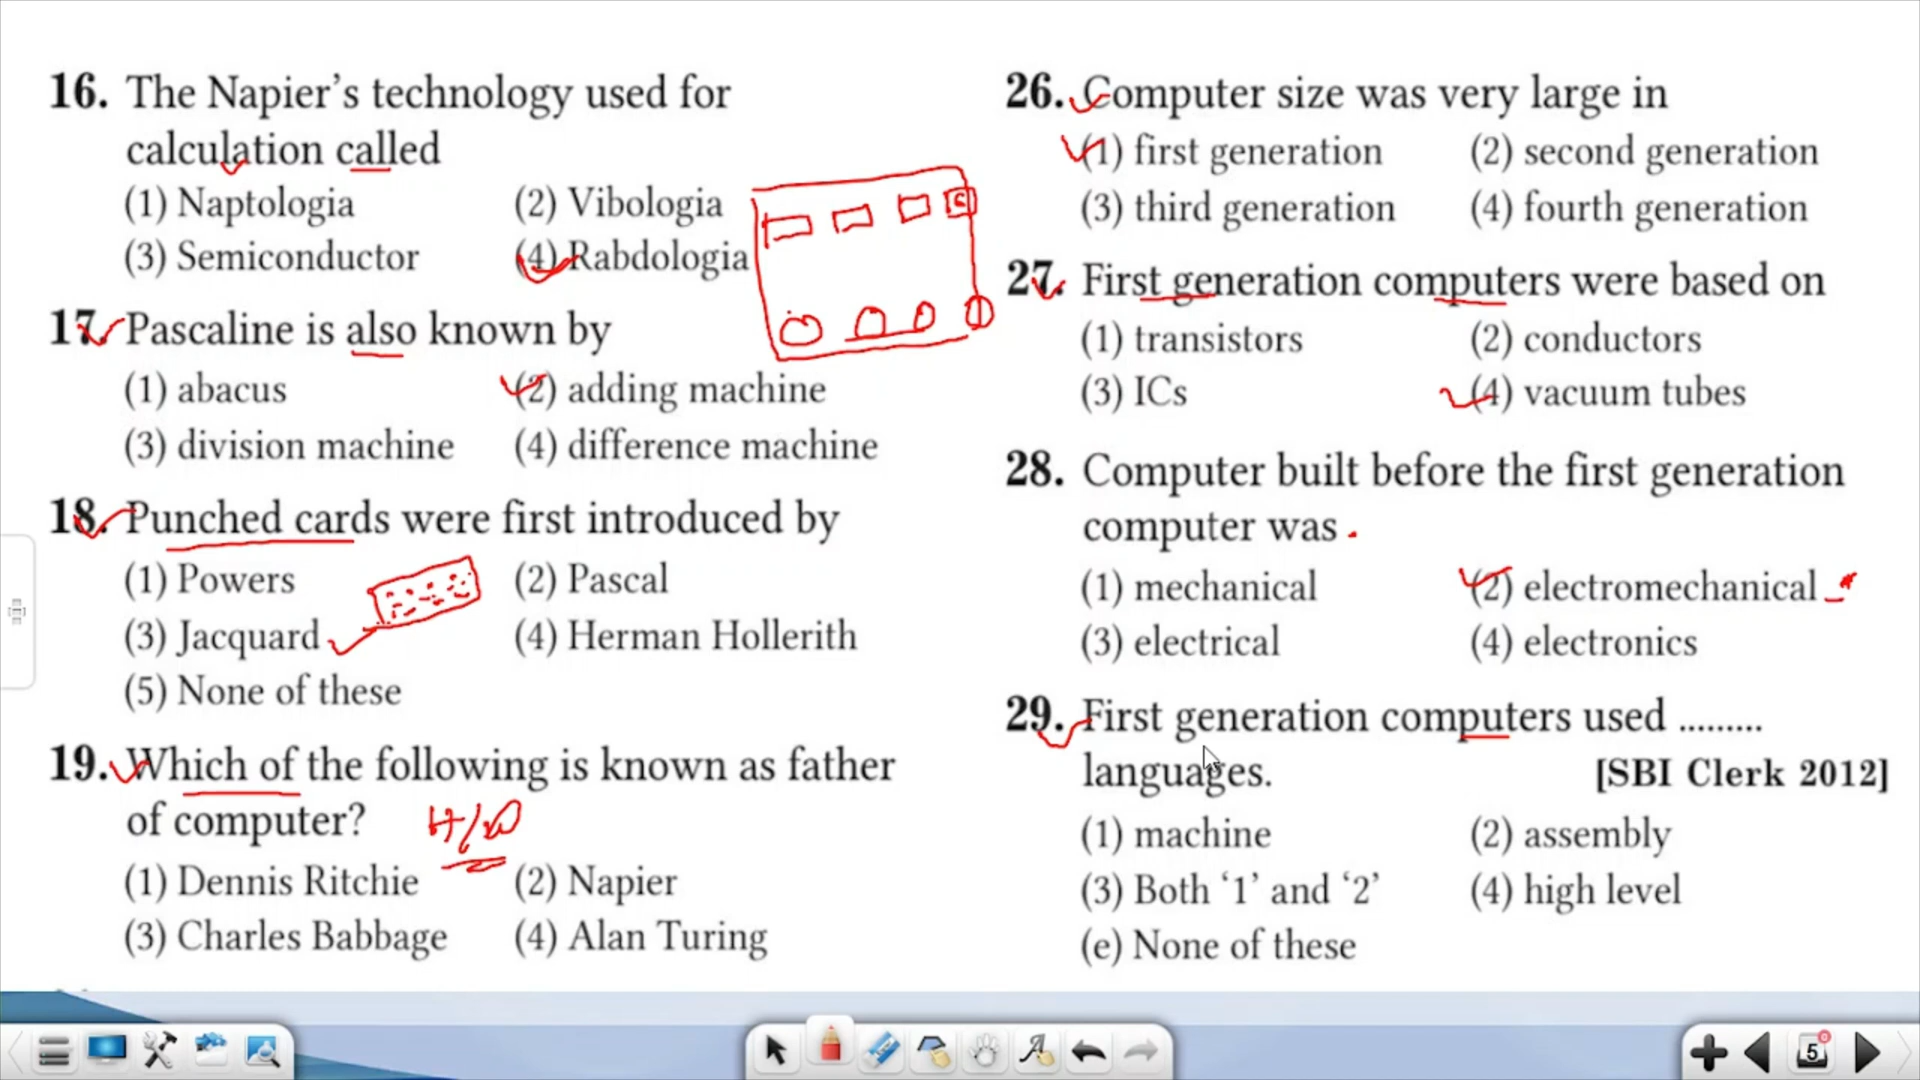 16. The Napier’s technology used for
calculation called
(1) Naptologia (2) Vibologia
(3) Semiconductor (4) Rabdologia
17. Pascaline is also known by
(1) abacus (2) adding machine
(3) division machine (4) difference machine
18. Punched cards were first introduced by
(1) Powers (2) Pascal
(3) Jacquard (4) Herman Hollerith
(5) None of these
19. Which of the following is known as father
of computer?
(1) Dennis Ritchie (2) Napier
(3) Charles Babbage (4) Alan Turing
26. Computer size was very large in
(1) first generation (2) second generation
(3) third generation (4) fourth generation
27. First generation computers were based on
(1) transistors (2) conductors
(3) ICs (4) vacuum tubes
28. Computer built before the first generation
computer was
(1) mechanical (2) electromechanical
(3) electrical (4) electronics
29. First generation computers used .........
languages. [SBI Clerk 2012]
(1) machine (2) assembly
(3) Both ‘1’ and ‘2’ (4) high level
(e) None of these
5